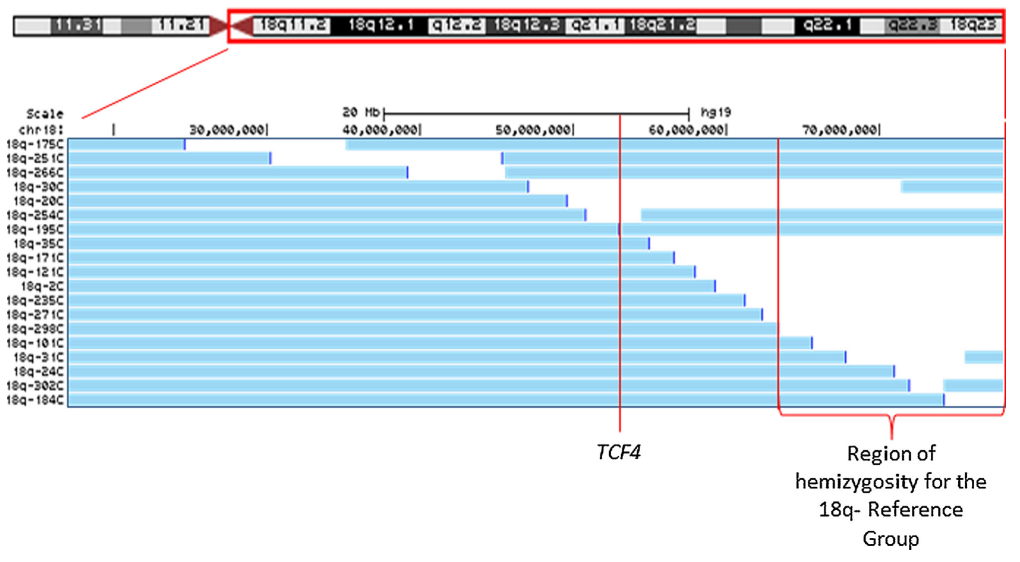 11.31 11.21 18q11.2 18q12.1 q12.2 18q12.3 q21.1 18q21.2 q22.1 q22.3 18q23
Scale 20 Mb hg19
chr18: 30,000,000 40,000,000 50,000,000 60,000,000 70,000,000
18q-175C
18q-251C
18q-266C
18q-30C
18q-20C
18q-254C
18q-195C
18q-35C
18q-171C
18q-121C
18q-2C
18q-235C
18q-271C
18q-298C
18q-101C
18q-31C
18q-24C
18q-302C
18q-184C
TCF4
Region of
hemizygosity for the
18q- Reference
Group